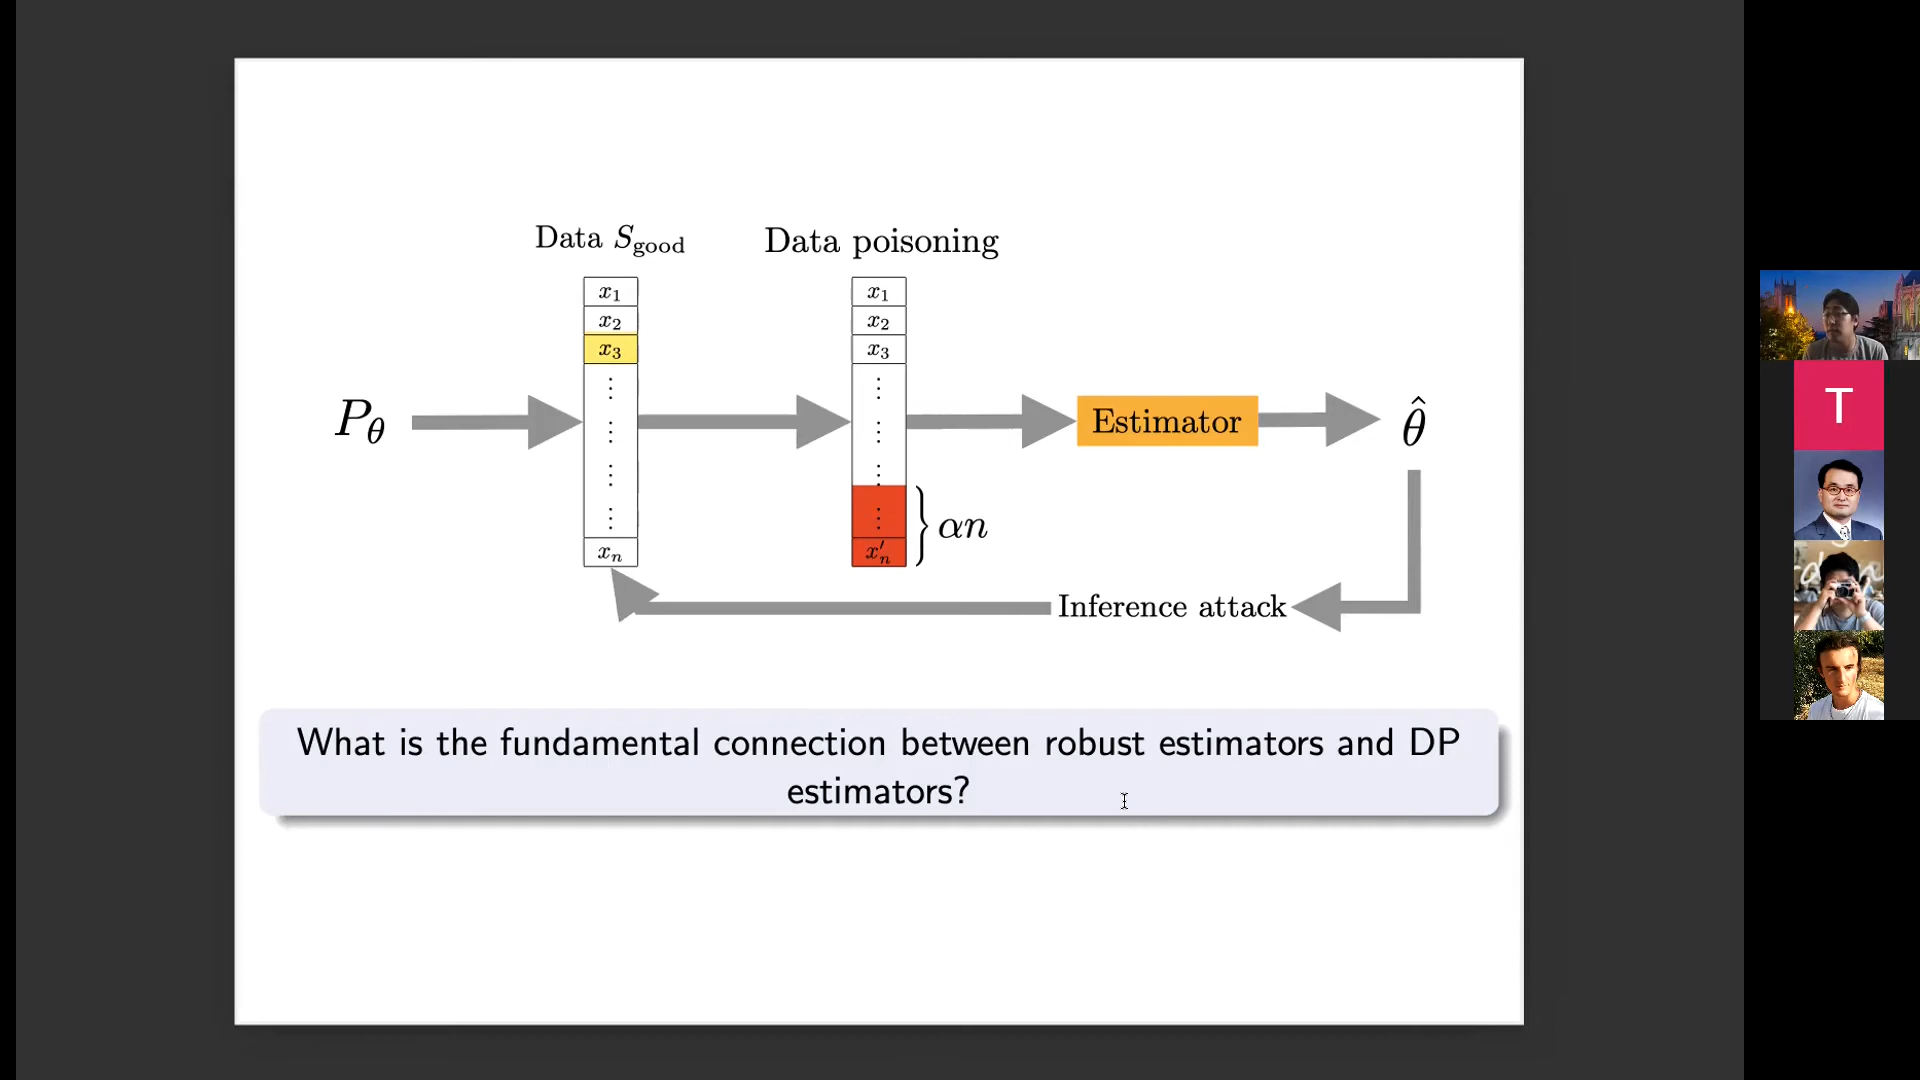 Data S_good
Data poisoning
x_1
x_2
x_3
⋮
⋮
⋮
⋮
x_n
x_1
x_2
x_3
⋮
⋮
⋮
⋮
x'_n
P_θ
αn
Estimator
θ̂
Inference attack
What is the fundamental connection between robust estimators and DP
estimators?
T